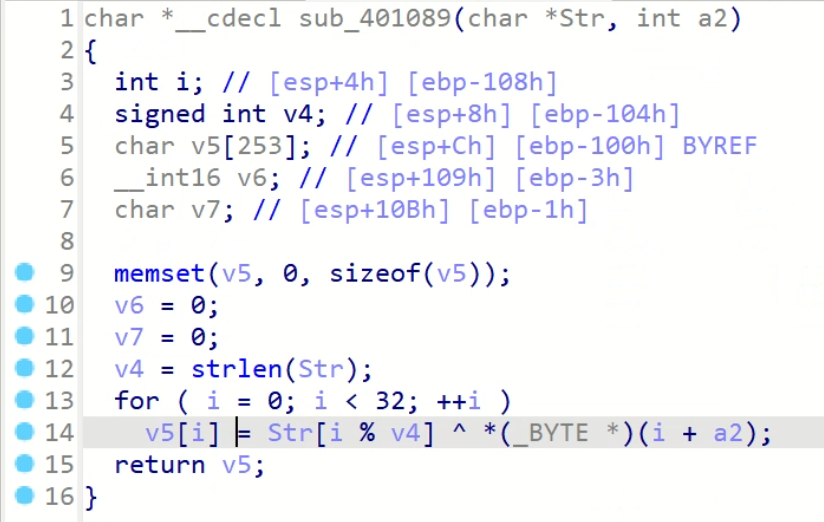 1 char *__cdecl sub_401089(char *Str, int a2)
2 {
3   int i; // [esp+4h] [ebp-108h]
4   signed int v4; // [esp+8h] [ebp-104h]
5   char v5[253]; // [esp+Ch] [ebp-100h] BYREF
6   __int16 v6; // [esp+109h] [ebp-3h]
7   char v7; // [esp+10Bh] [ebp-1h]
8
9   memset(v5, 0, sizeof(v5));
10   v6 = 0;
11   v7 = 0;
12   v4 = strlen(Str);
13   for ( i = 0; i < 32; ++i )
14     v5[i] = Str[i % v4] ^ *(_BYTE *)(i + a2);
15   return v5;
16 }